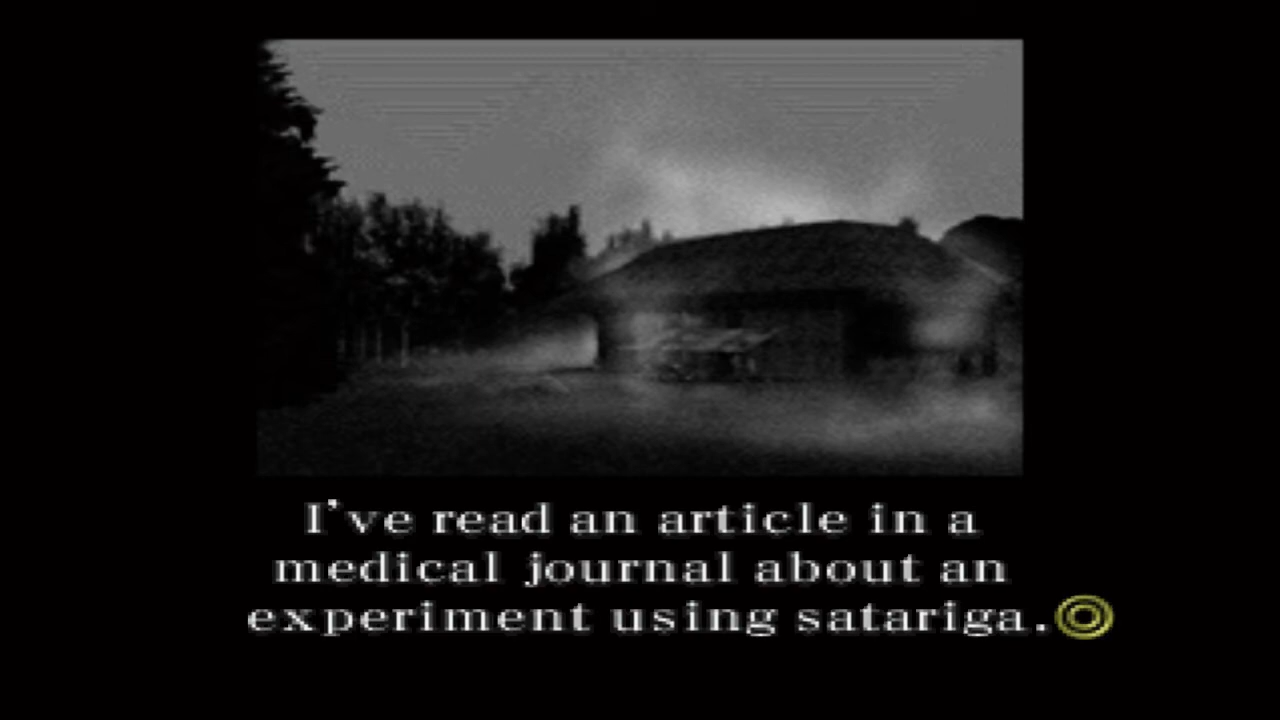 I've read an article in a
medical journal about an
experiment using satariga.